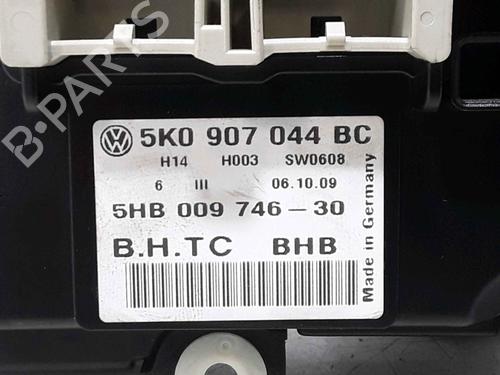 B-PARTS
5K0 907 044 BC
H14 H003 SW0608
6 III 06.10.09
5HB 009 746-30
B.H.TC BHB
Made in Germany